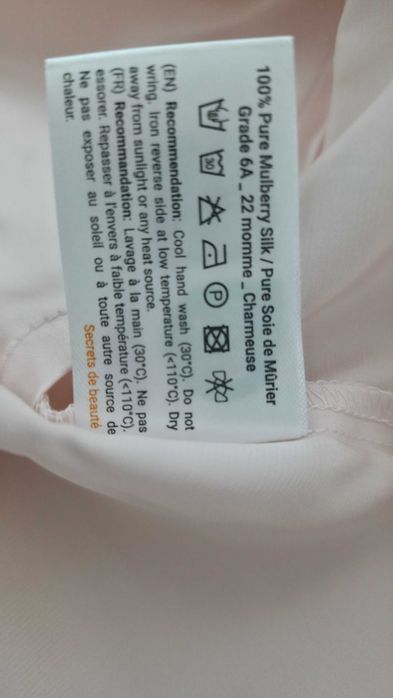 100% Pure Mulberry Silk / Pure Soie de Mûrier
Grade 6A _ 22 momme _ Charmeuse
30 P
(EN) Recommendation: Cool hand wash (30°C). Do not
wring. Iron reverse side at low temperature (<110°C). Dry
away from sunlight or any heat source.
(FR) Recommandation: Lavage à la main (30°C). Ne pas
essorer. Repasser à l'envers à faible température (<110°C).
Ne pas exposer au soleil ou à toute autre source de
chaleur.
Secrets de beauté